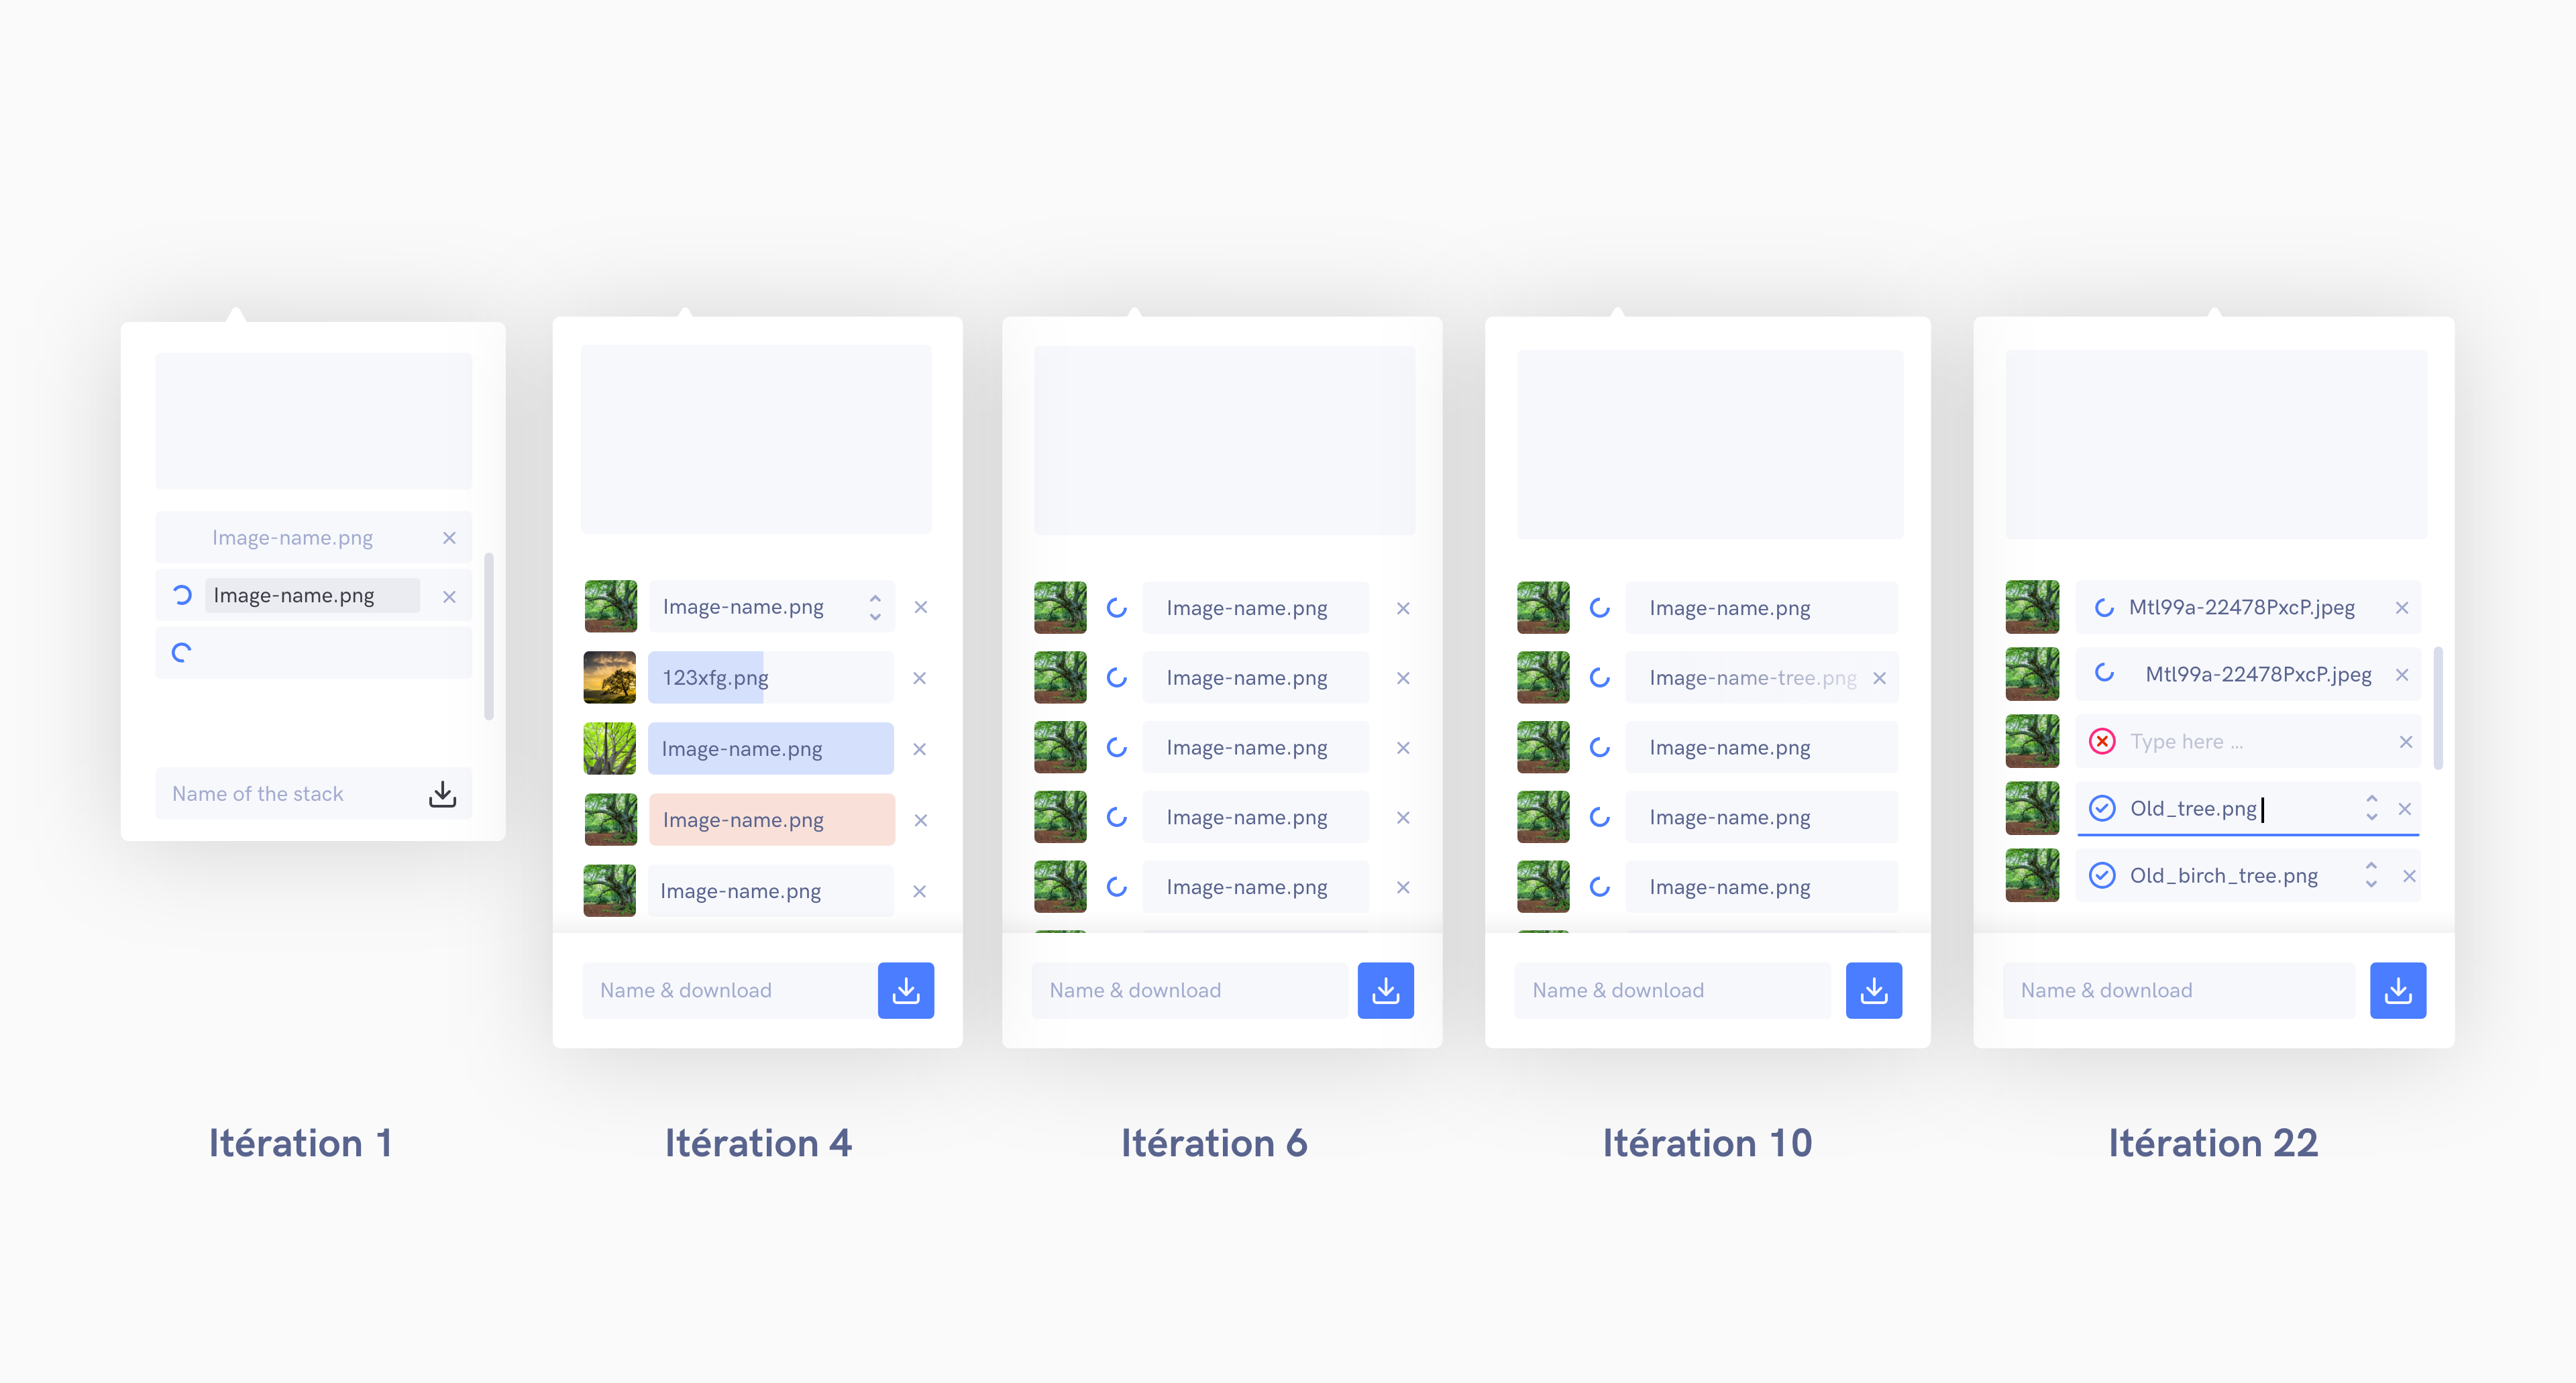 Image-name.png
Image-name.png
Name of the stack
Itération 1
Image-name.png
123xfg.png
Image-name.png
Image-name.png
Image-name.png
Name & download
Itération 4
Image-name.png
Image-name.png
Image-name.png
Image-name.png
Image-name.png
Name & download
Itération 6
Image-name.png
Image-name-tree.png
Image-name.png
Image-name.png
Image-name.png
Name & download
Itération 10
Mtl99a-22478PxcP.jpeg
Mtl99a-22478PxcP.jpeg
Type here ...
Old_tree.png
Old_birch_tree.png
Name & download
Itération 22